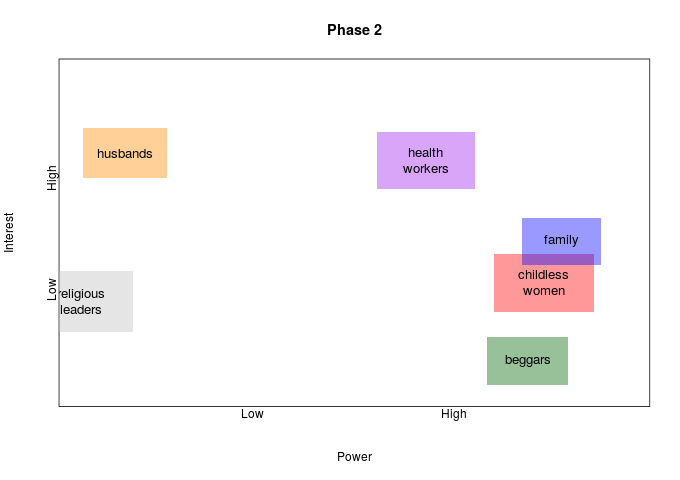 Phase 2
husbands
health
workers
High
Interest
family
childless
women
Low
religious
leaders
beggars
Low
High
Power